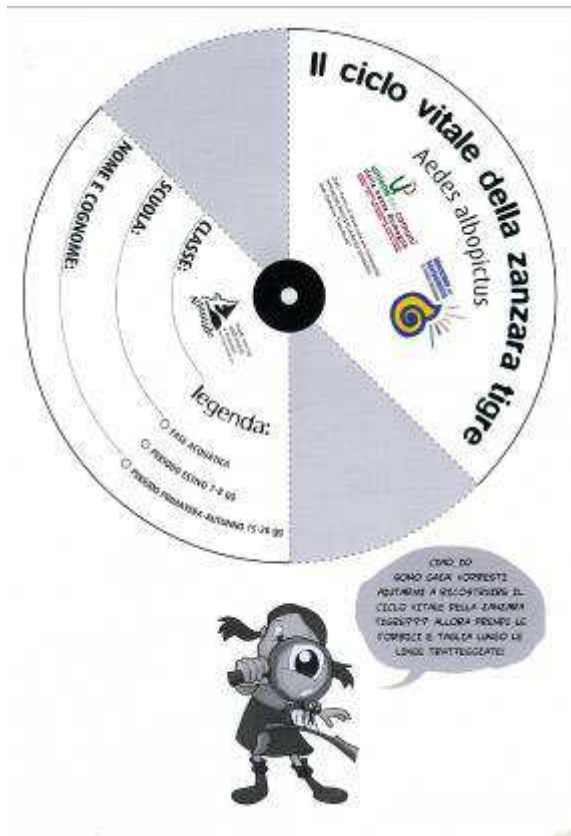 Il ciclo vitale della zanzara tigre
Aedes albopictus
NOME E COGNOME:
SCUOLA:
CLASSE:
legenda:
FASE ACQUATICA
PERIODO ESTIVO 7-8 gg
PERIODO PRIMAVERA-AUTUNNO 15-20 gg
CIAO, IO
SONO GAIA! VORRESTI
AIUTARMI A RICOSTRUIRE IL
CICLO VITALE DELLA ZANZARA
TIGRE??? ALLORA PRENDI LE
FORBICI E TAGLIA LUNGO LE
LINEE TRATTEGGIATE!